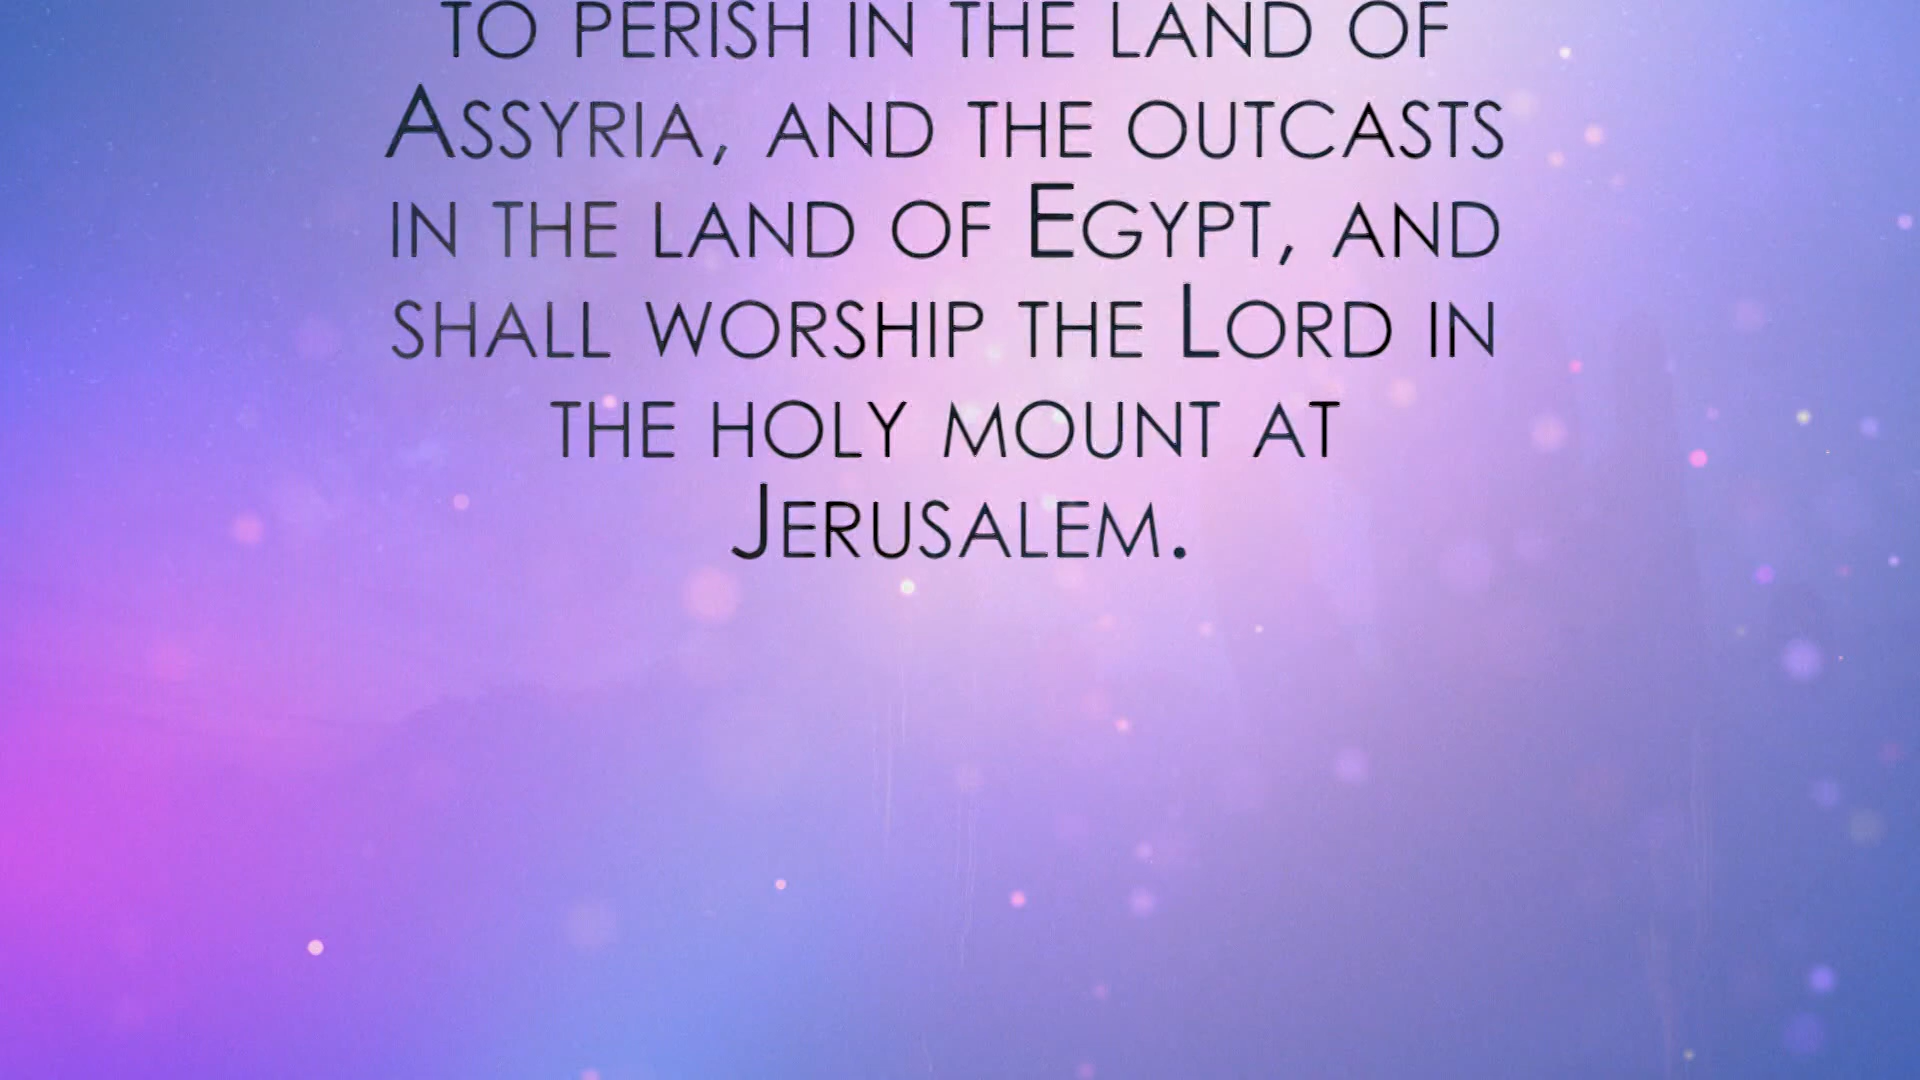 TO PERISH IN THE LAND OF
ASSYRIA, AND THE OUTCASTS
IN THE LAND OF EGYPT, AND
SHALL WORSHIP THE LORD IN
THE HOLY MOUNT AT
JERUSALEM.